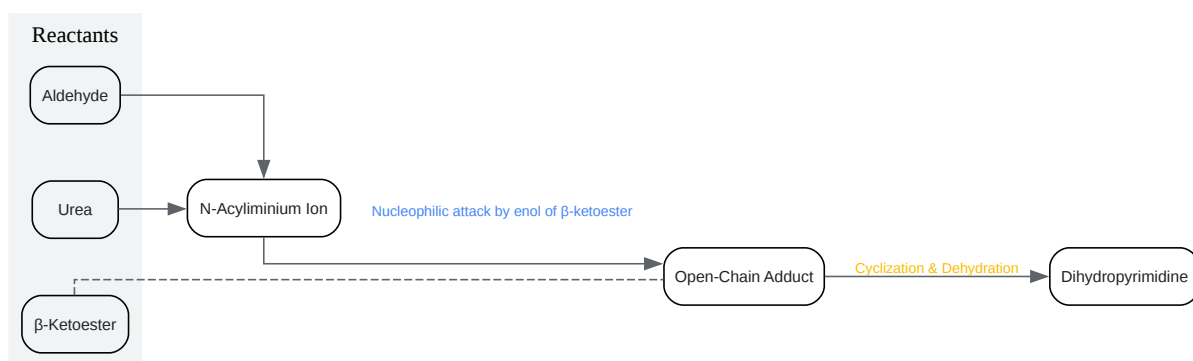 Reactants
Aldehyde
Urea
N-Acyliminium Ion
Nucleophilic attack by enol of β-ketoester
β-Ketoester
Open-Chain Adduct
Cyclization & Dehydration
Dihydropyrimidine